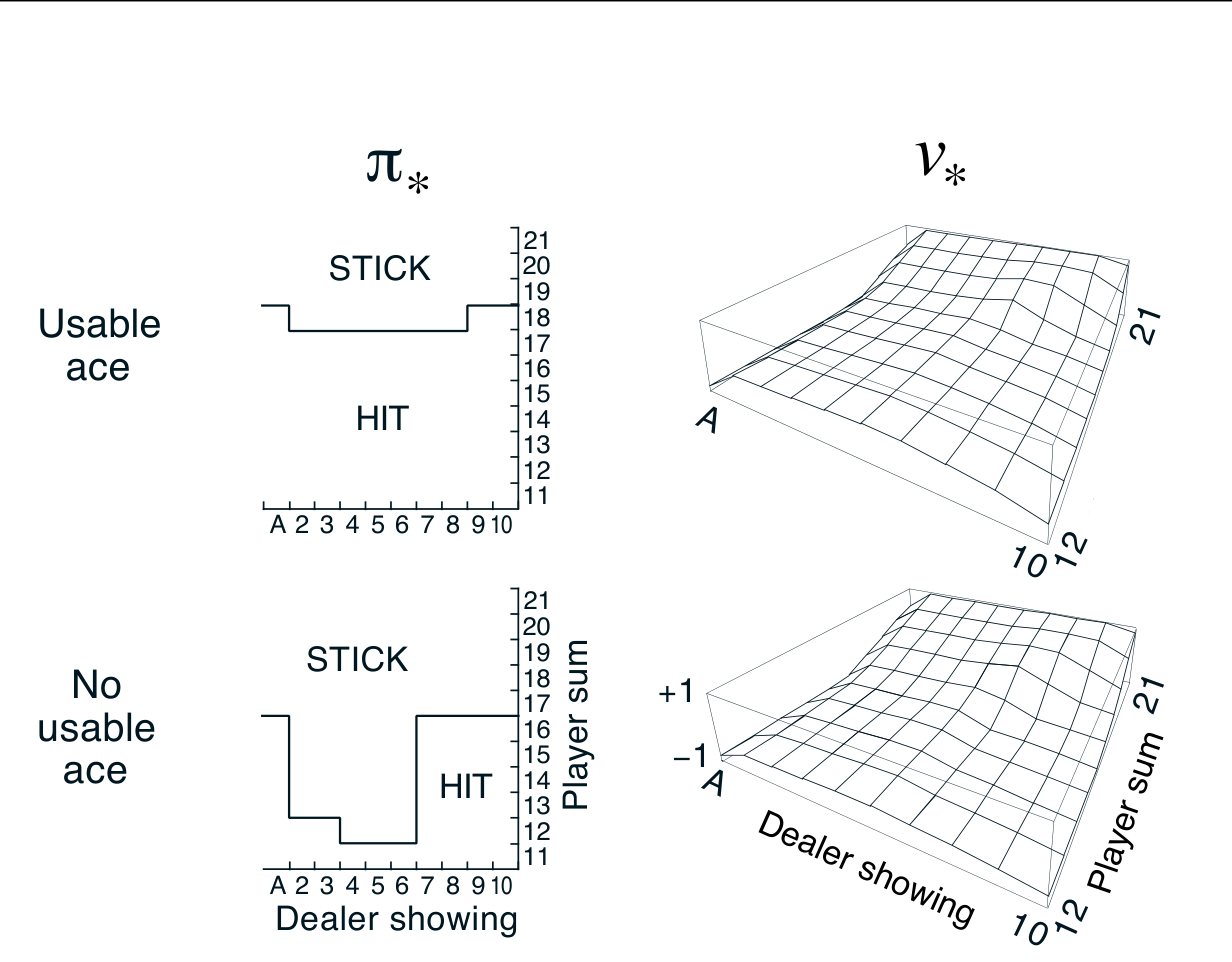 π*
v*
Usable
ace
STICK
HIT
21
20
19
18
17
16
15
14
13
12
11
A 2 3 4 5 6 7 8 9 10
A
21
10
12
No
usable
ace
STICK
HIT
21
20
19
18
17
16
15
14
13
12
11
Player sum
A 2 3 4 5 6 7 8 9 10
Dealer showing
+1
−1
A
Dealer showing
21
Player sum
10
12